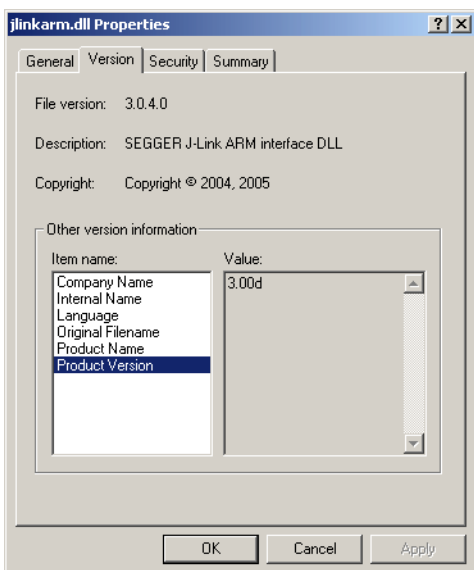 jlinkarm.dll Properties
? X
General Version Security Summary
File version: 3.0.4.0
Description: SEGGER J-Link ARM interface DLL
Copyright: Copyright © 2004, 2005
Other version information
Item name: Value:
Company Name 3.00d
Internal Name
Language
Original Filename
Product Name
Product Version
OK Cancel Apply